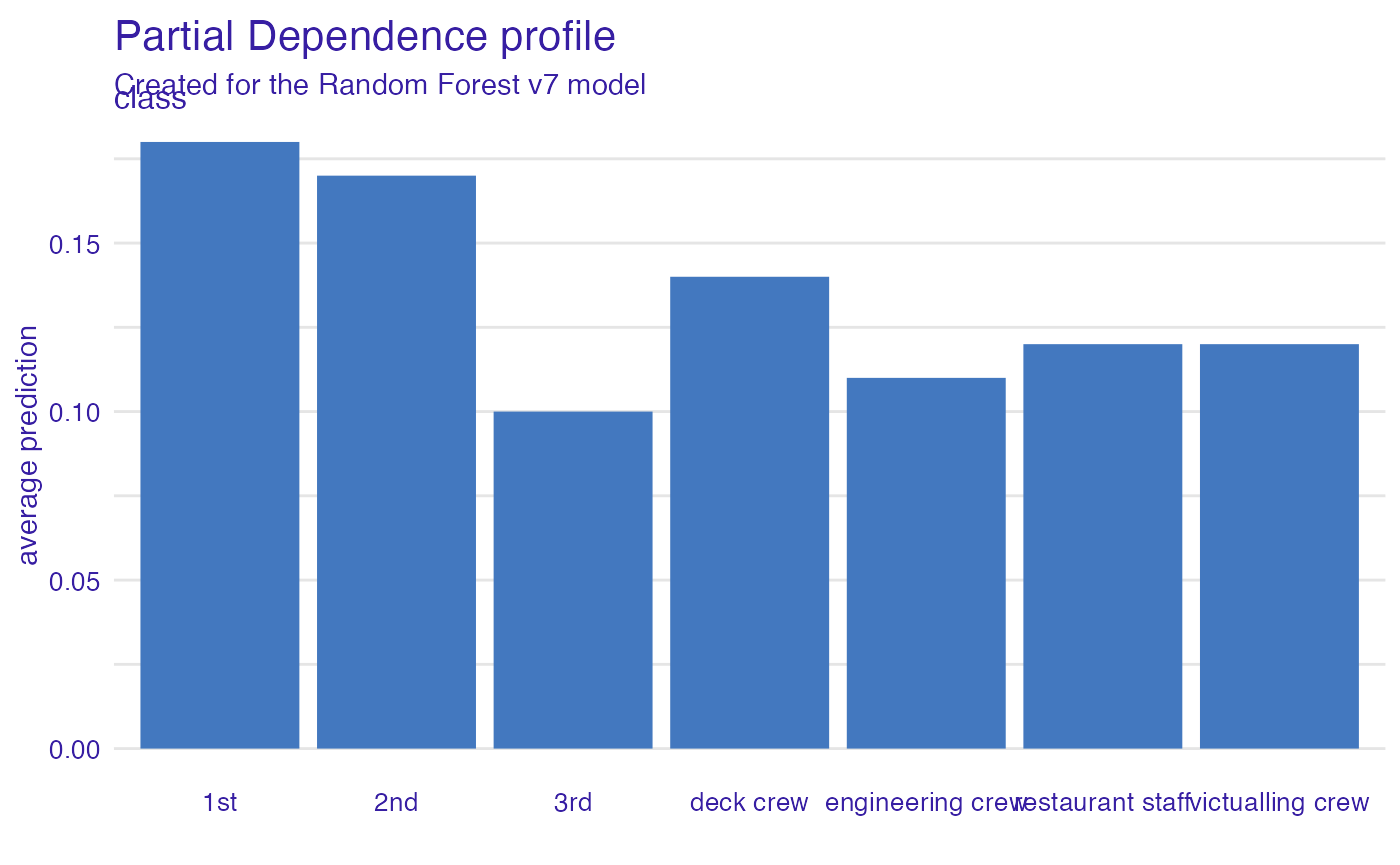 Partial Dependence profile
Created for the Random Forest v7 model
class
average prediction
0.15
0.10
0.05
0.00
1st 2nd 3rd deck crew engineering crew restaurant staff victualling crew